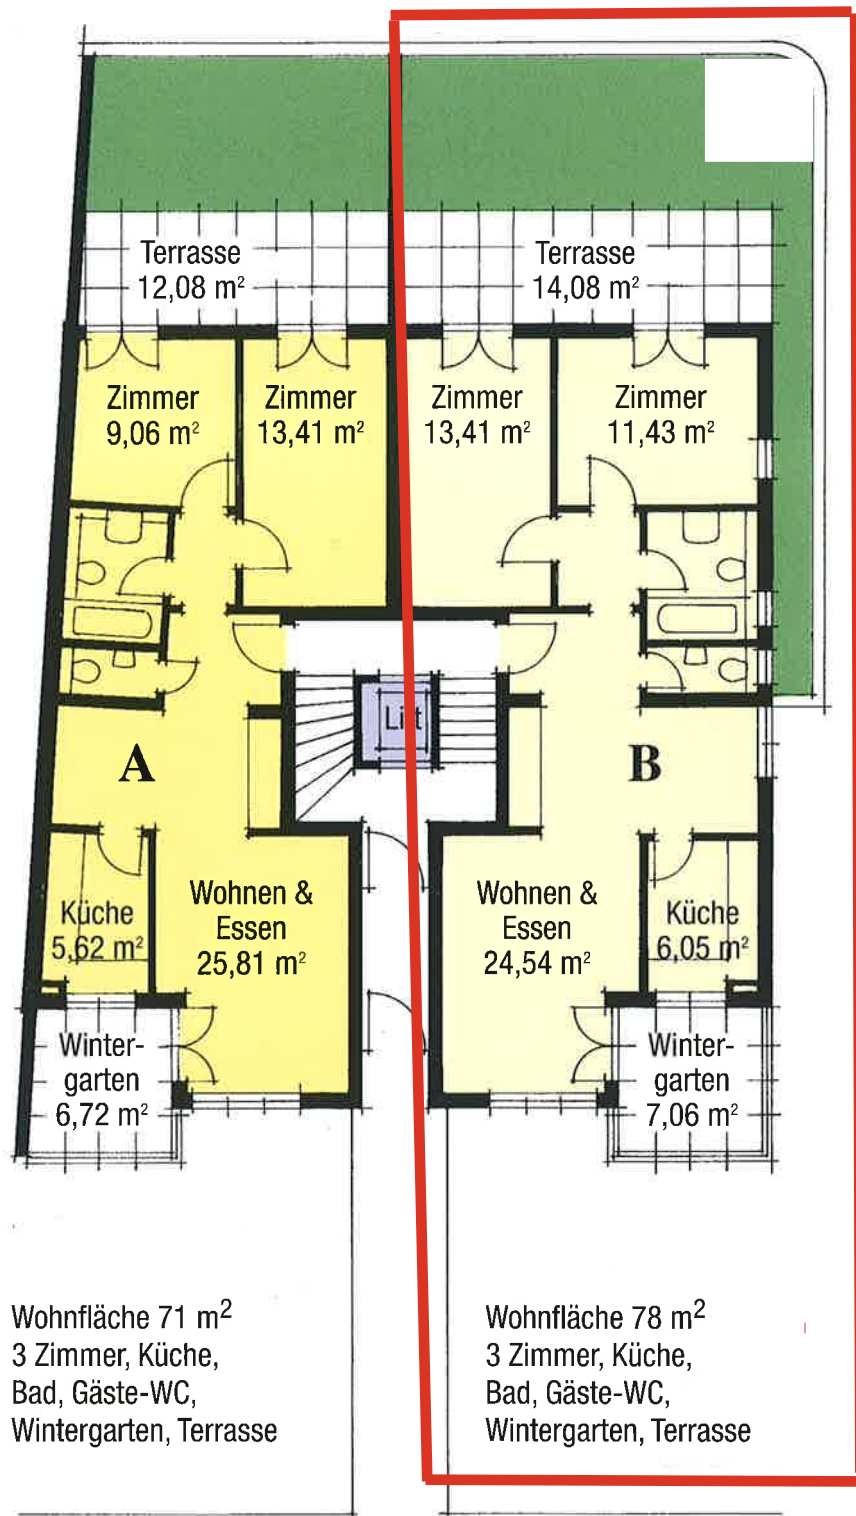 Terrasse
12,08 m²
Terrasse
14,08 m²
Zimmer
9,06 m²
Zimmer
13,41 m²
Zimmer
13,41 m²
Zimmer
11,43 m²
Lift
A
B
Küche
5,62 m²
Wohnen &
Essen
25,81 m²
Wohnen &
Essen
24,54 m²
Küche
6,05 m²
Winter-
garten
6,72 m²
Winter-
garten
7,06 m²
Wohnfläche 71 m²
3 Zimmer, Küche,
Bad, Gäste-WC,
Wintergarten, Terrasse
Wohnfläche 78 m²
3 Zimmer, Küche,
Bad, Gäste-WC,
Wintergarten, Terrasse